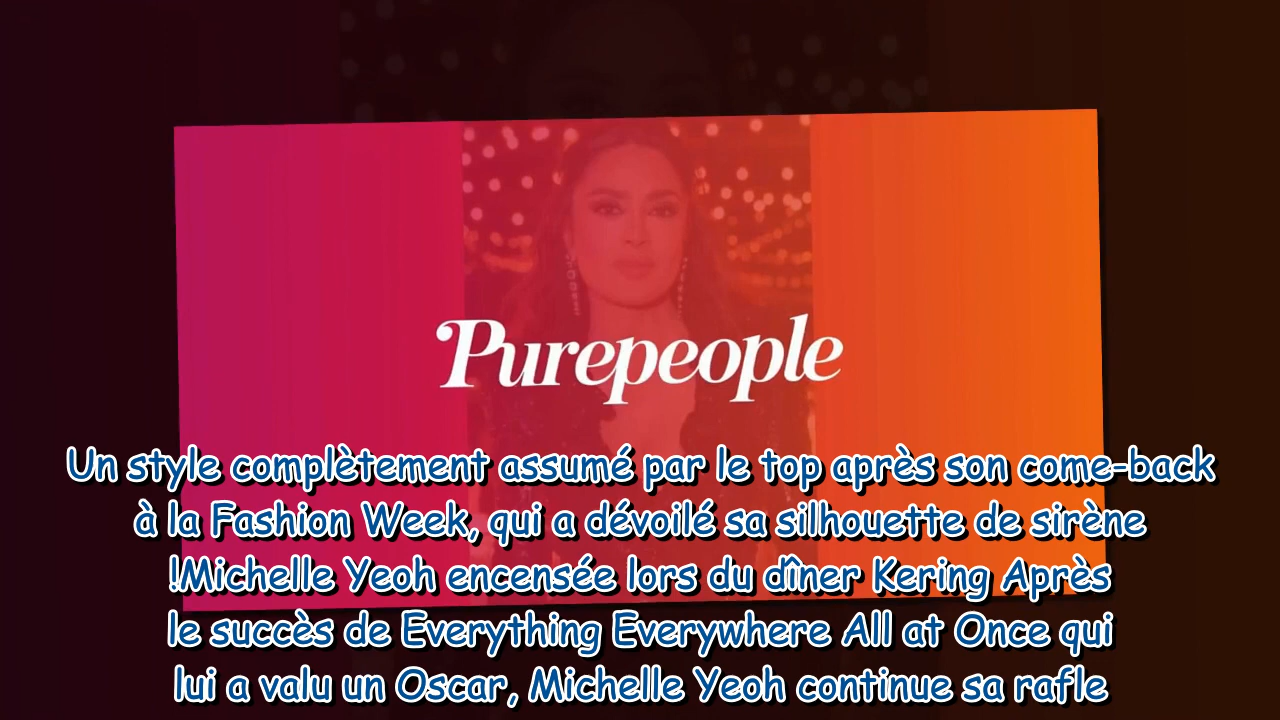 Purepeople
Un style complètement assumé par le top après son come-back
à la Fashion Week, qui a dévoilé sa silhouette de sirène
!Michelle Yeoh encensée lors du dîner Kering Après
le succès de Everything Everywhere All at Once qui
lui a valu un Oscar, Michelle Yeoh continue sa rafle